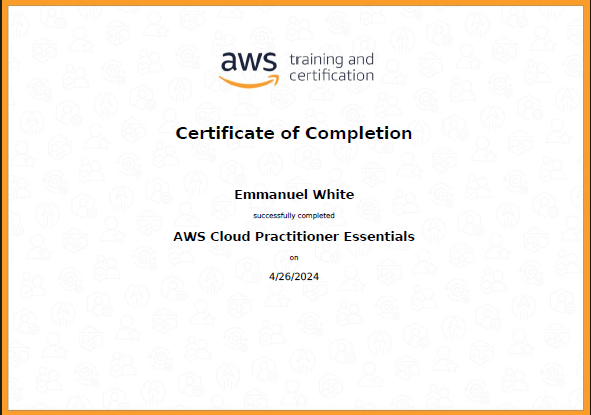 aws training and
certification
Certificate of Completion
Emmanuel White
successfully completed
AWS Cloud Practitioner Essentials
on
4/26/2024